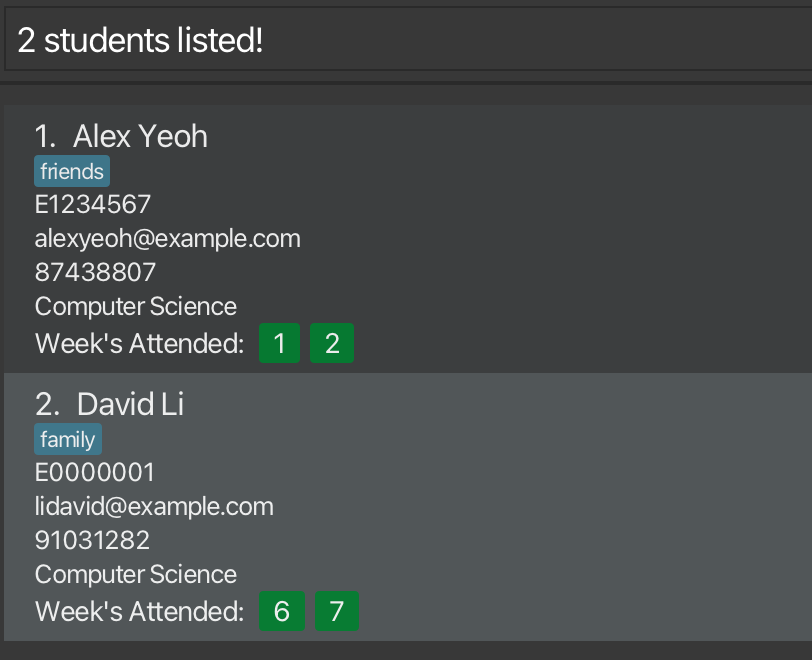 2 students listed!
1. Alex Yeoh
friends
E1234567
alexyeoh@example.com
87438807
Computer Science
Week's Attended: 1 2
2. David Li
family
E0000001
lidavid@example.com
91031282
Computer Science
Week's Attended: 6 7